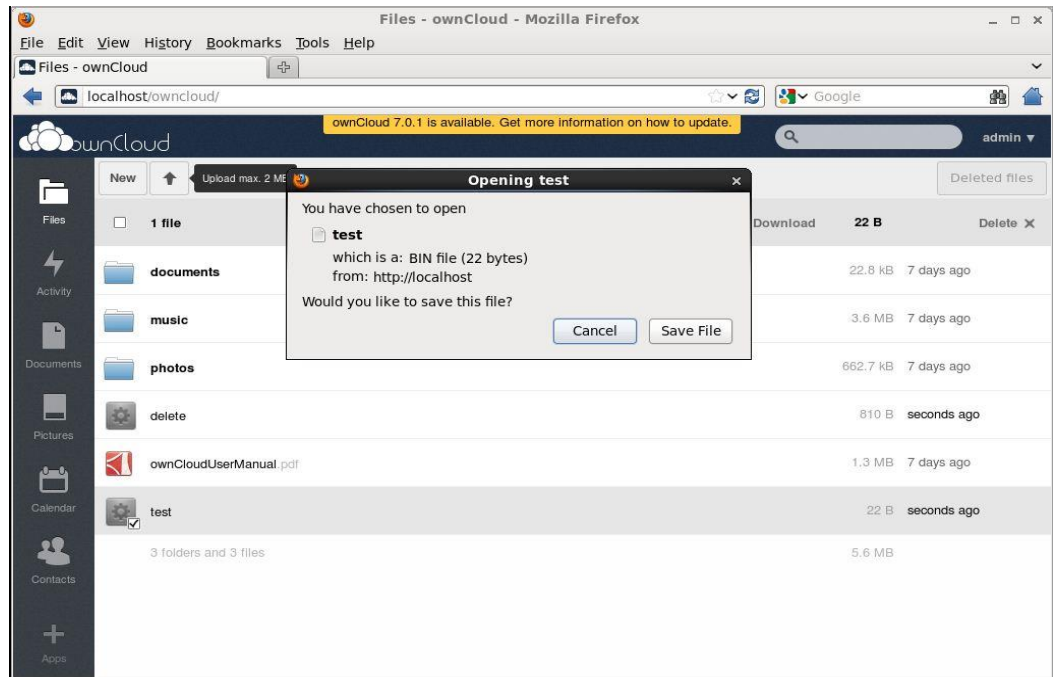 Files - ownCloud - Mozilla Firefox
File Edit View History Bookmarks Tools Help
Files - ownCloud
localhost/owncloud/
Google
ownCloud 7.0.1 is available. Get more information on how to update.
ownCloud
admin
New
Upload max. 2 MB
Deleted files
1 file
Download
22 B
Delete
Opening test
You have chosen to open
test
which is a: BIN file (22 bytes)
from: http://localhost
Would you like to save this file?
Cancel
Save File
Files
Activity
Documents
Pictures
Calendar
Contacts
Apps
documents 22.8 kB 7 days ago
music 3.6 MB 7 days ago
photos 662.7 kB 7 days ago
delete 810 B seconds ago
ownCloudUserManual.pdf 1.3 MB 7 days ago
test 22 B seconds ago
3 folders and 3 files 5.6 MB